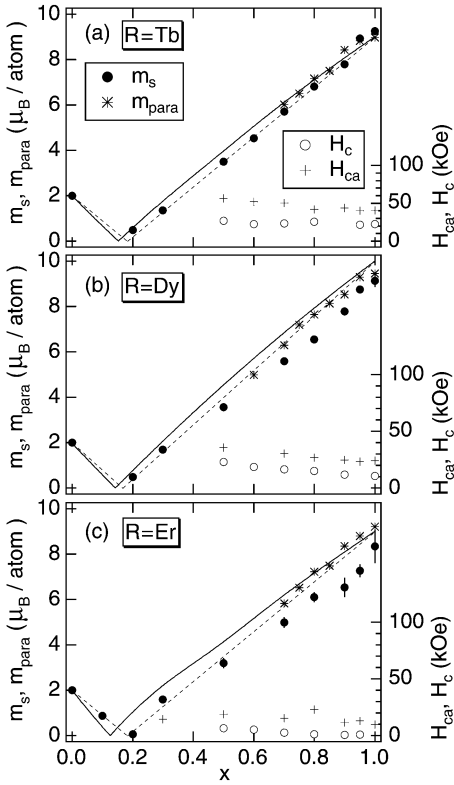 10
8
6
4
2
0
(a)
R=Tb
● m_s
✳ m_para
○ H_c
+ H_ca
100
50
0
m_s, m_para ( μ_B / atom )
H_ca, H_c (kOe)
10
8
6
4
2
0
(b)
R=Dy
100
50
0
m_s, m_para ( μ_B / atom )
H_ca, H_c (kOe)
10
8
6
4
2
0
(c)
R=Er
100
50
0
m_s, m_para ( μ_B / atom )
H_ca, H_c (kOe)
0.0 0.2 0.4 0.6 0.8 1.0
x